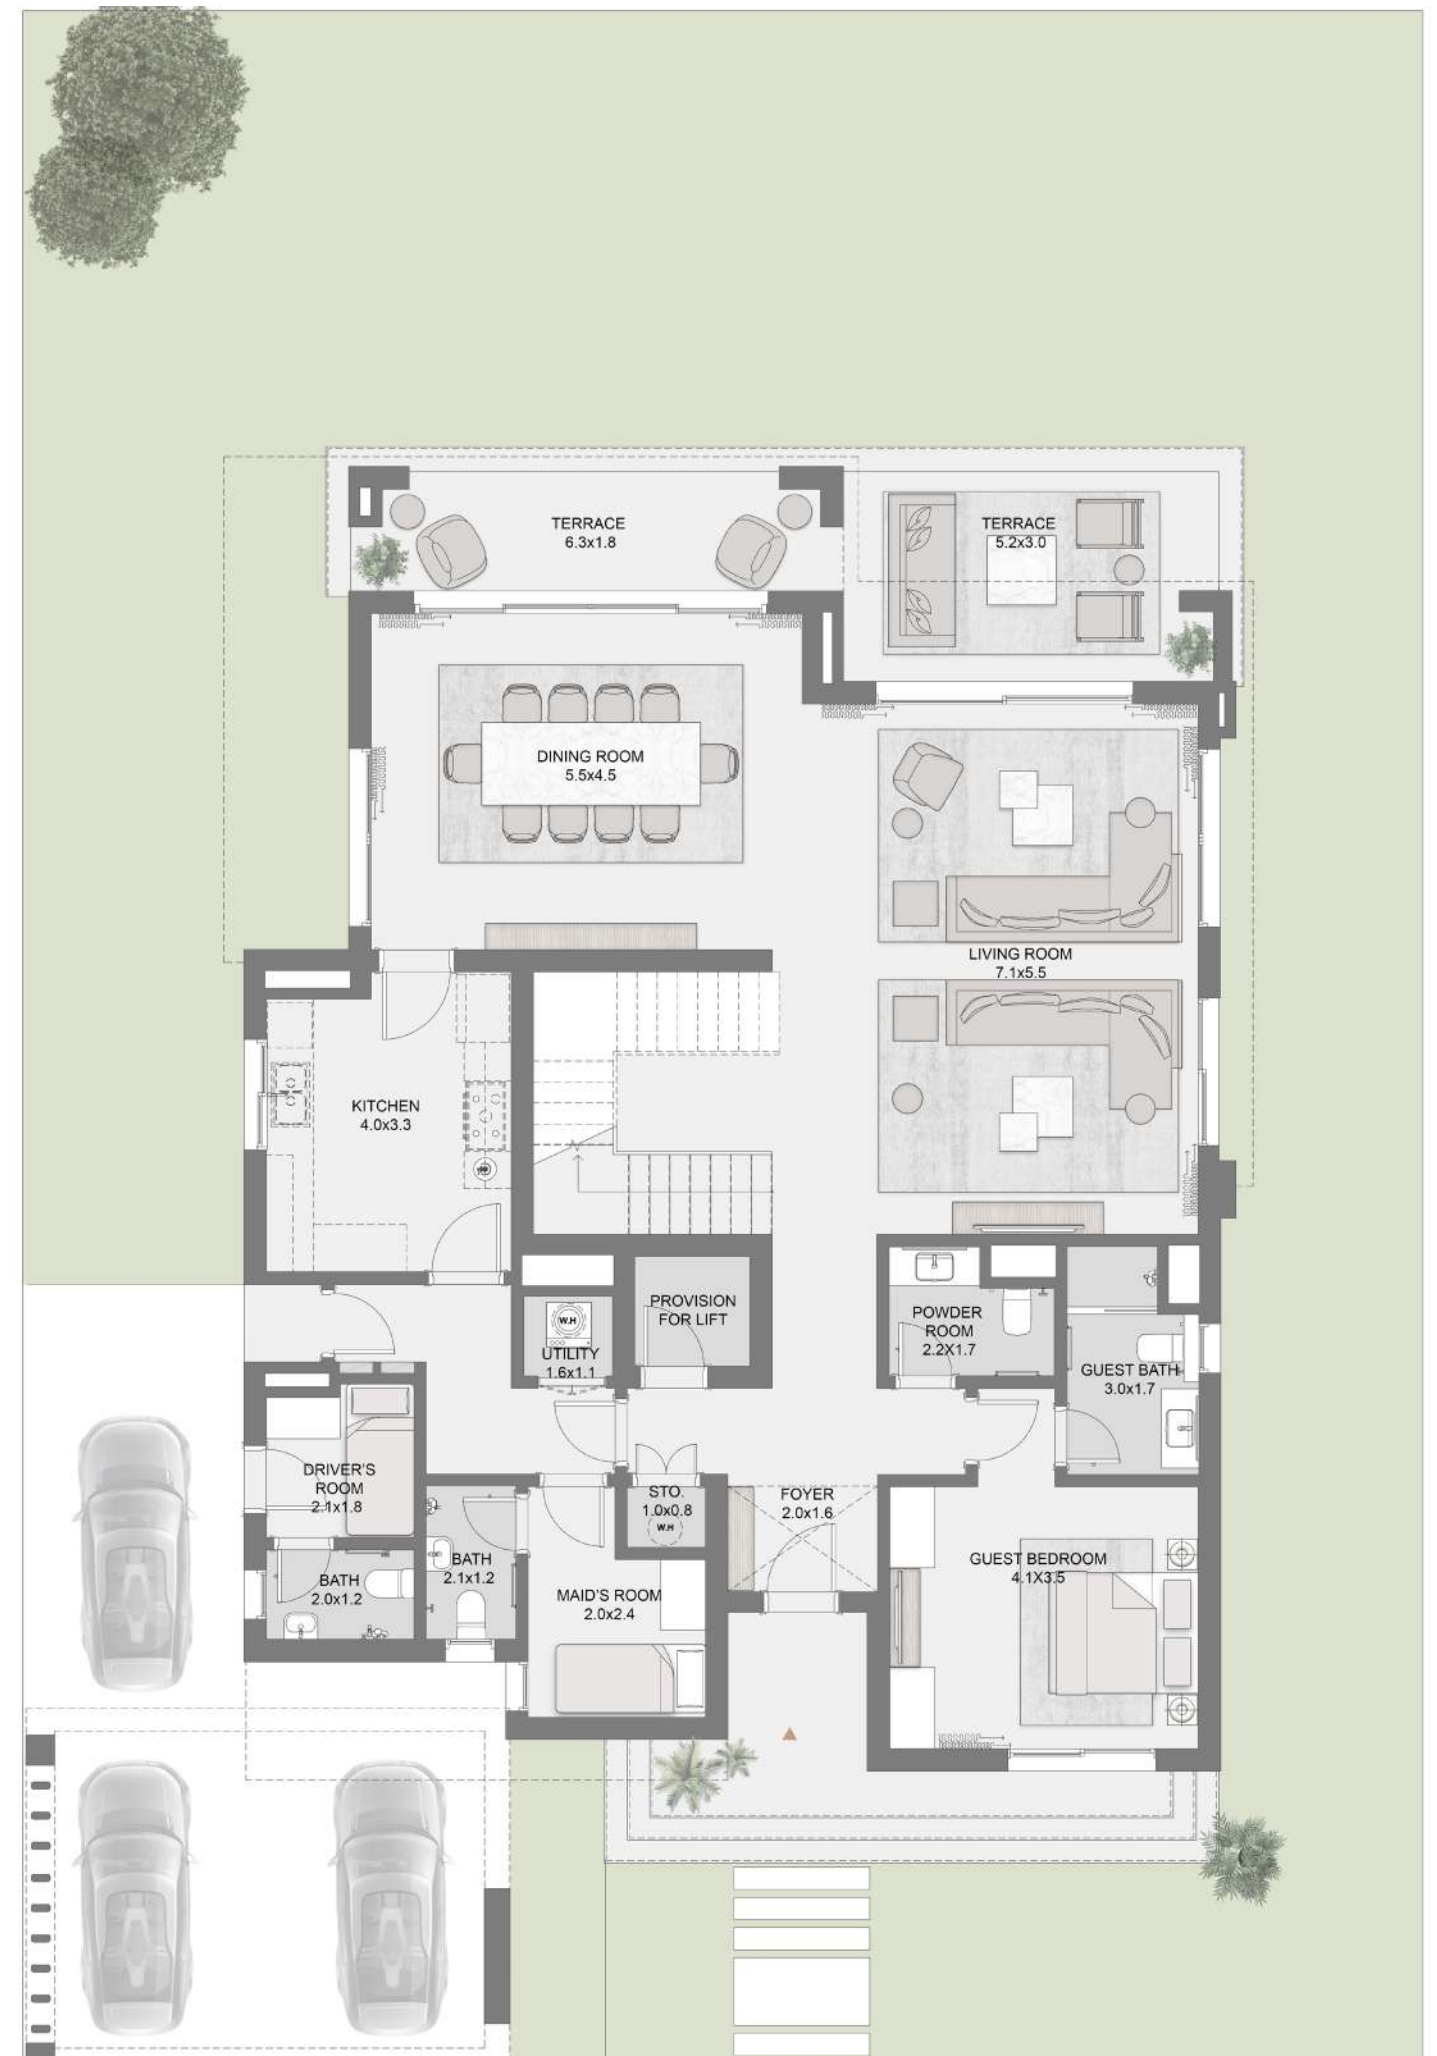 TERRACE
6.3x1.8
TERRACE
5.2x3.0
DINING ROOM
5.5x4.5
LIVING ROOM
7.1x5.5
KITCHEN
4.0x3.3
PROVISION
FOR LIFT
W.H
UTILITY
1.6x1.1
POWDER
ROOM
2.2X1.7
GUEST BATH
3.0x1.7
DRIVER'S
ROOM
2.1x1.8
STO.
1.0x0.8
W.H
FOYER
2.0x1.6
BATH
2.0x1.2
BATH
2.1x1.2
MAID'S ROOM
2.0x2.4
GUEST BEDROOM
4.1X3.5